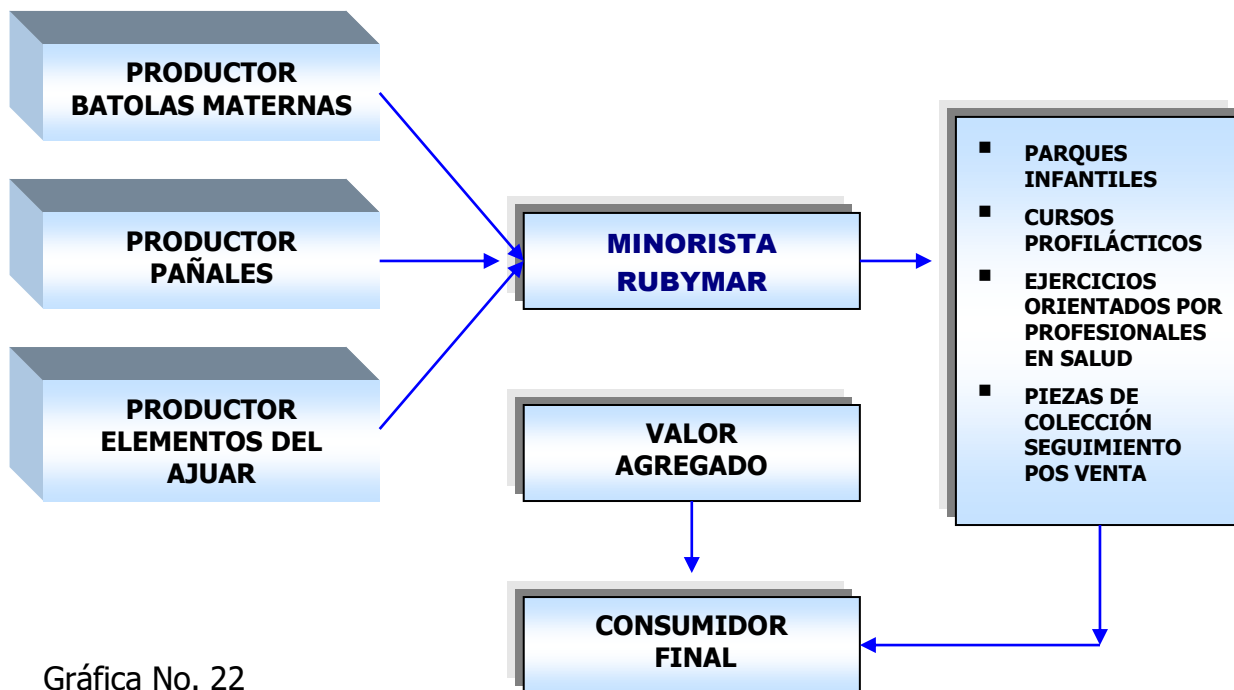 PRODUCTOR
BATOLAS MATERNAS
PRODUCTOR
PAÑALES
PRODUCTOR
ELEMENTOS DEL
AJUAR
MINORISTA
RUBYMAR
VALOR
AGREGADO
CONSUMIDOR
FINAL
▪ PARQUES
INFANTILES
▪ CURSOS
PROFILÁCTICOS
▪ EJERCICIOS
ORIENTADOS POR
PROFESIONALES
EN SALUD
▪ PIEZAS DE
COLECCIÓN
SEGUIMIENTO
POS VENTA
Gráfica No. 22